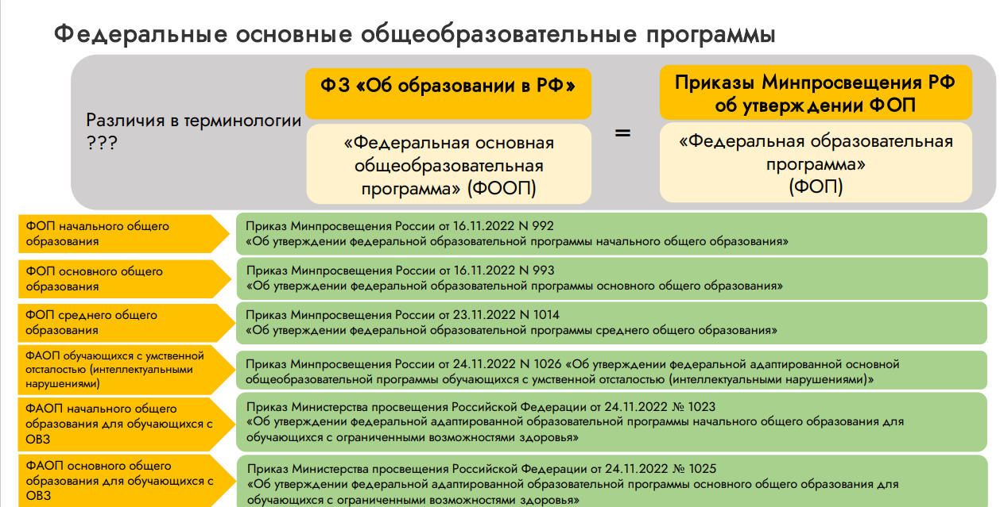 Федеральные основные общеобразовательные программы
Различия в терминологии
???
ФЗ «Об образовании в РФ»
«Федеральная основная
общеобразовательная
программа» (ФООП)
=
Приказы Минпросвещения РФ
об утверждении ФОП
«Федеральная образовательная
программа»
(ФОП)
ФОП начального общего
образования
Приказ Минпросвещения России от 16.11.2022 N 992
«Об утверждении федеральной образовательной программы начального общего образования»
ФОП основного общего
образования
Приказ Минпросвещения России от 16.11.2022 N 993
«Об утверждении федеральной образовательной программы основного общего образования»
ФОП среднего общего
образования
Приказ Минпросвещения России от 23.11.2022 N 1014
«Об утверждении федеральной образовательной программы среднего общего образования»
ФАОП обучающихся с умственной
отсталостью (интеллектуальными
нарушениями)
Приказ Минпросвещения России от 24.11.2022 N 1026 «Об утверждении федеральной адаптированной основной
общеобразовательной программы обучающихся с умственной отсталостью (интеллектуальными нарушениями)»
ФАОП начального общего
образования для обучающихся с
ОВЗ
Приказ Министерства просвещения Российской Федерации от 24.11.2022 № 1023
«Об утверждении федеральной адаптированной образовательной программы начального общего образования для
обучающихся с ограниченными возможностями здоровья»
ФАОП основного общего
образования для обучающихся с
ОВЗ
Приказ Министерства просвещения Российской Федерации от 24.11.2022 № 1025
«Об утверждении федеральной адаптированной образовательной программы основного общего образования для
обучающихся с ограниченными возможностями здоровья»